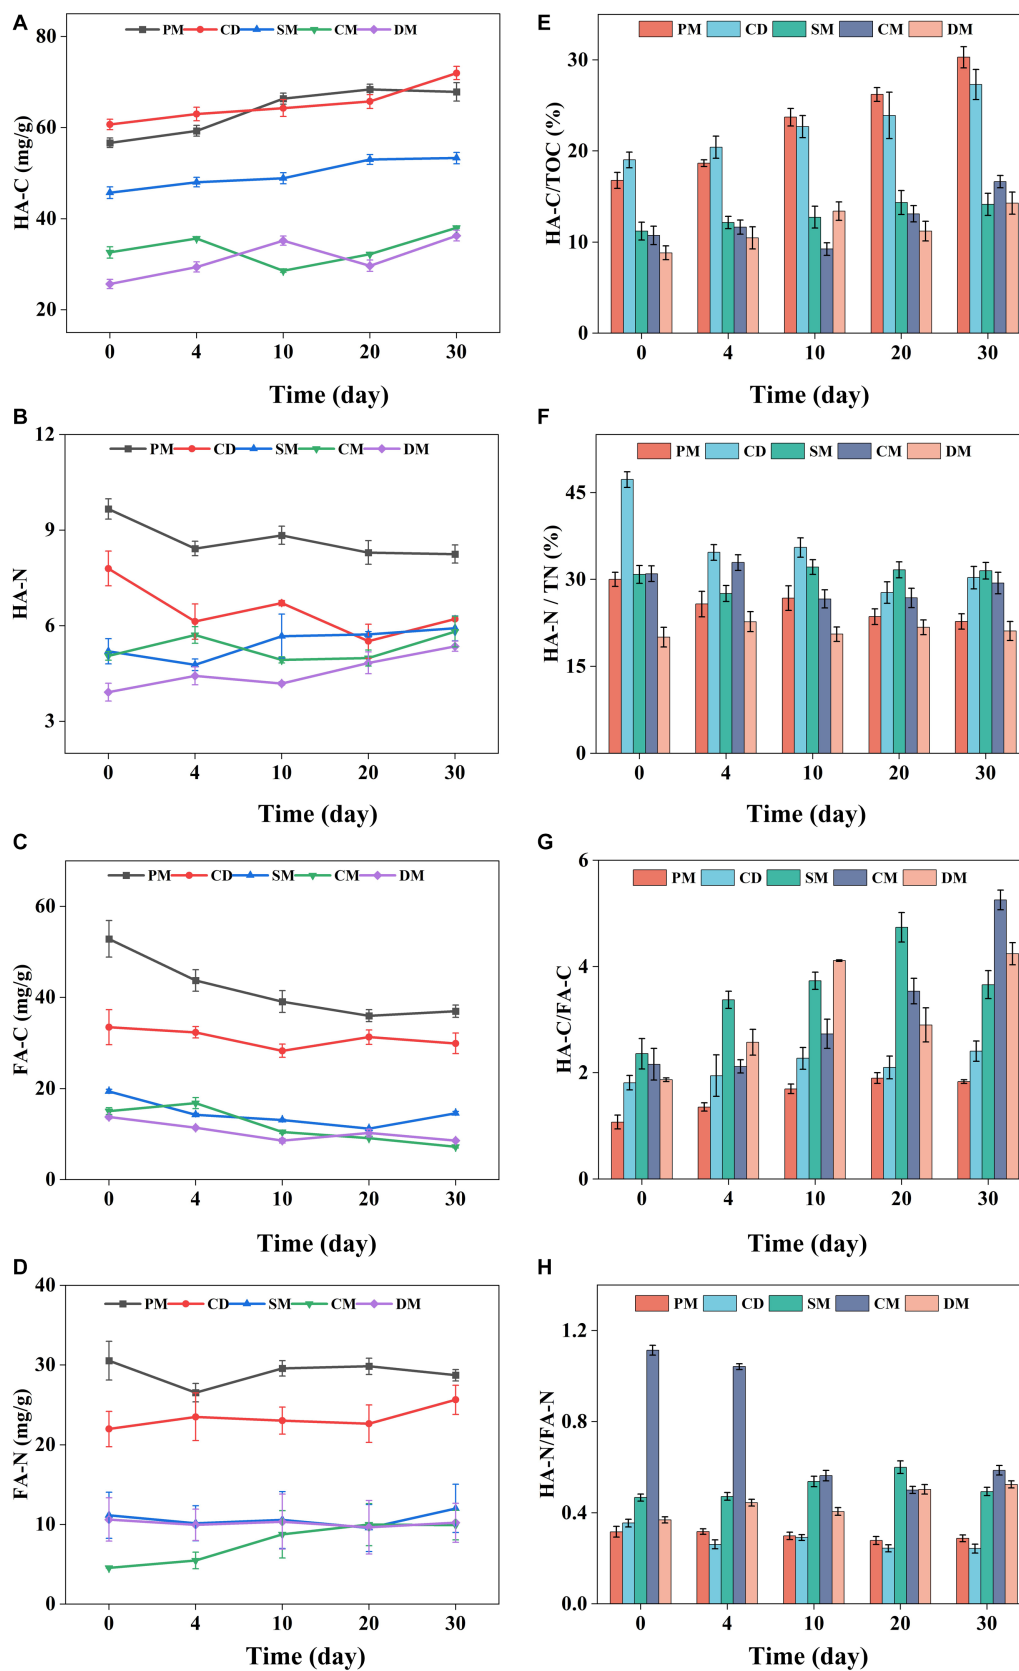 A
PM CD SM CM DM
HA-C (mg/g)
80
60
40
20
0 4 10 20 30
Time (day)
E
PM CD SM CM DM
HA-C/TOC (%)
30
20
10
0
0 4 10 20 30
Time (day)
B
PM CD SM CM DM
HA-N
12
9
6
3
0 4 10 20 30
Time (day)
F
PM CD SM CM DM
HA-N / TN (%)
45
30
15
0
0 4 10 20 30
Time (day)
C
PM CD SM CM DM
FA-C (mg/g)
60
40
20
0
0 4 10 20 30
Time (day)
G
PM CD SM CM DM
HA-C/FA-C
6
4
2
0
0 4 10 20 30
Time (day)
D
PM CD SM CM DM
FA-N (mg/g)
40
30
20
10
0
0 4 10 20 30
Time (day)
H
PM CD SM CM DM
HA-N/FA-N
1.2
0.8
0.4
0.0
0 4 10 20 30
Time (day)